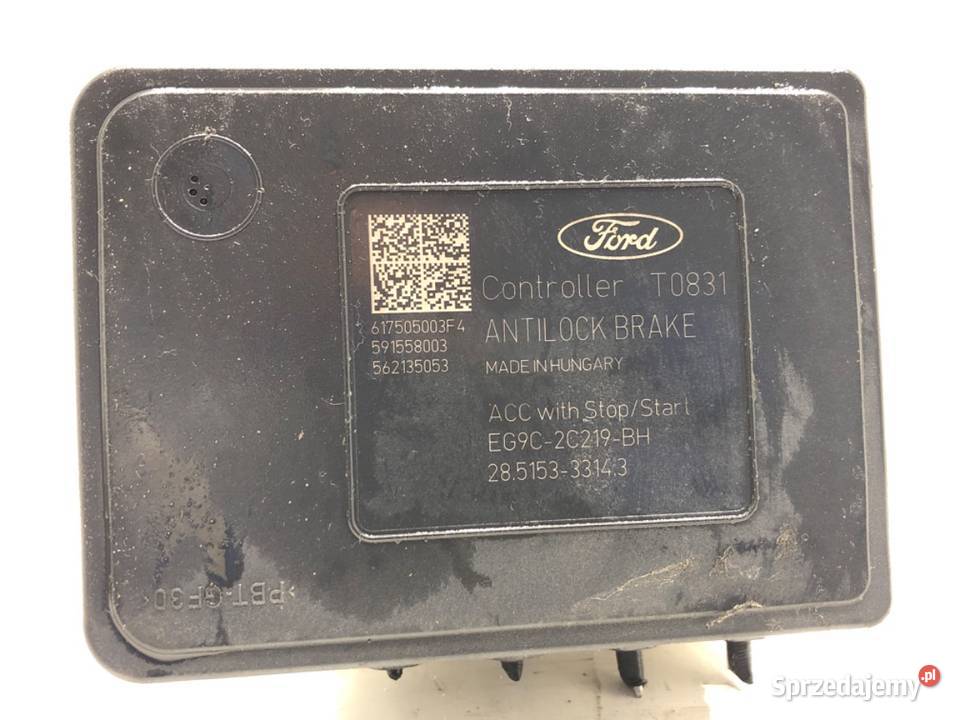 Ford
Controller T0831
617505003F4
591558003
562135053
ANTILOCK BRAKE
MADE IN HUNGARY
ACC with Stop/Start
EG9C-2C219-BH
28.5153-3314.3
>PBT-GF30<
Sprzedajemy.pl